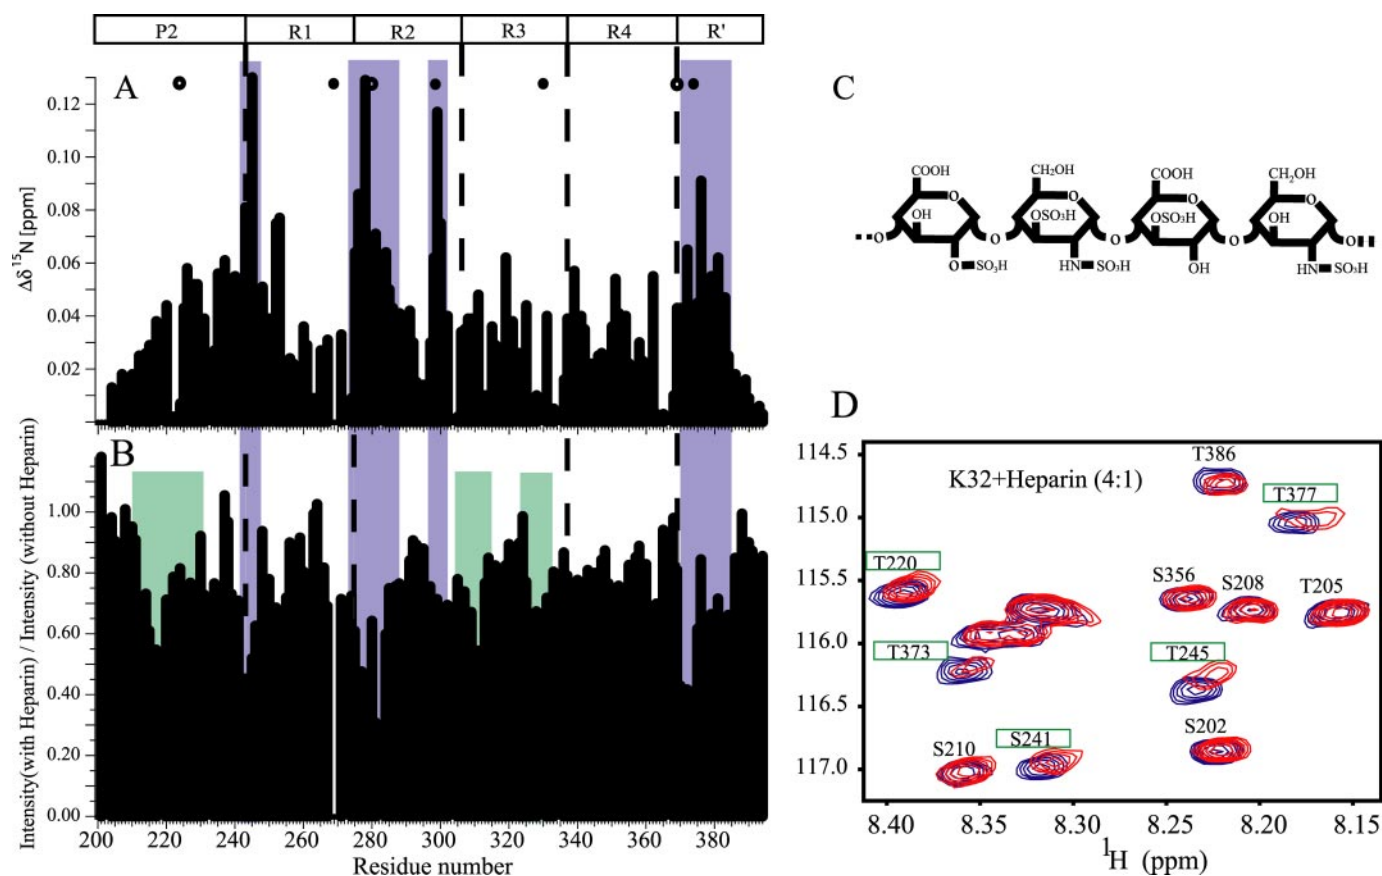 P2 R1 R2 R3 R4 R'
A
0.12
0.10
0.08
0.06
0.04
0.02
Δδ ¹⁵N [ppm]
B
1.00
0.80
0.60
0.40
0.20
0.00
Intensity(with Heparin) / Intensity (without Heparin)
200 220 240 260 280 300 320 340 360 380
Residue number
C
COOH CH₂OH COOH CH₂OH
O O O O
OH OSO₃H OSO₃H OH
O O O O O
O SO₃H HN SO₃H OH HN SO₃H
D
K32+Heparin (4:1)
T386
T377
T220
S356 S208 T205
T373
T245
S202
S210 S241
114.5
115.0
115.5
116.0
116.5
117.0
8.40 8.35 8.30 8.25 8.20 8.15
¹H (ppm)